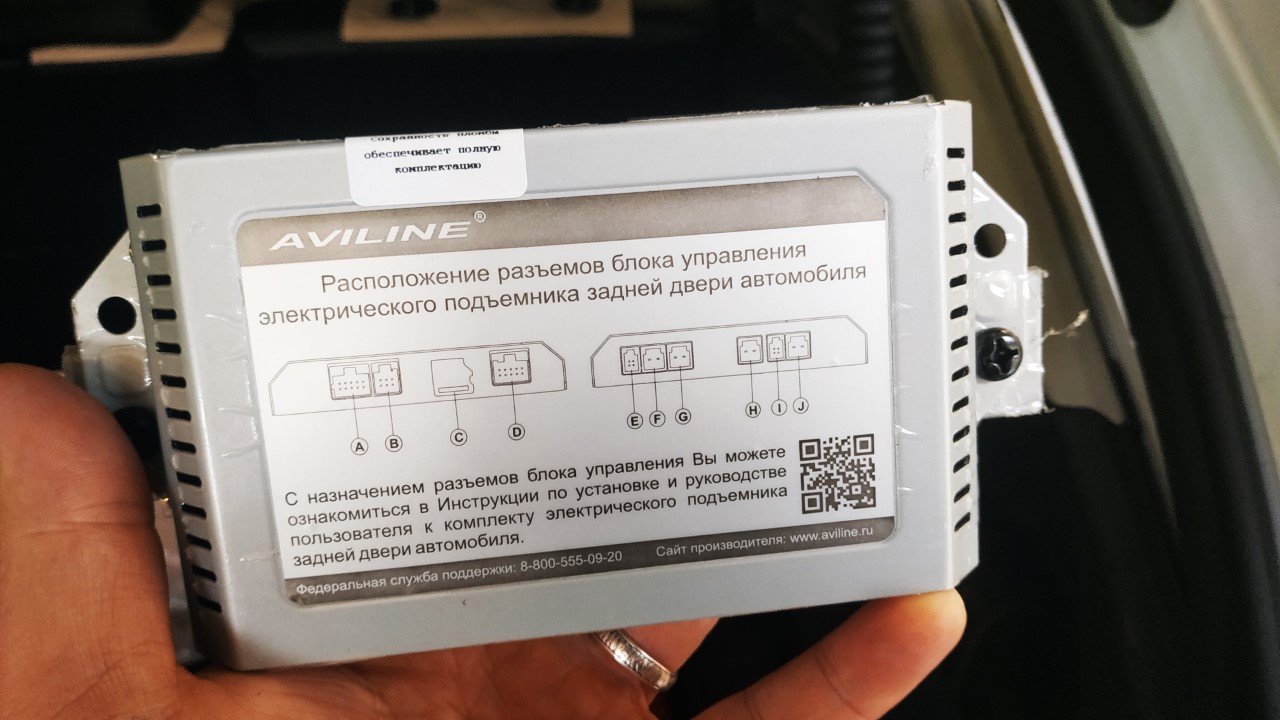 сохранность пломбы
обеспечивает полную
комплектацию
AVILINE®
Расположение разъемов блока управления
электрического подъемника задней двери автомобиля
A B C D E F G H I J
С назначением разъемов блока управления Вы можете
ознакомиться в Инструкции по установке и руководстве
пользователя к комплекту электрического подъемника
задней двери автомобиля.
Федеральная служба поддержки: 8-800-555-09-20 Сайт производителя: www.aviline.ru